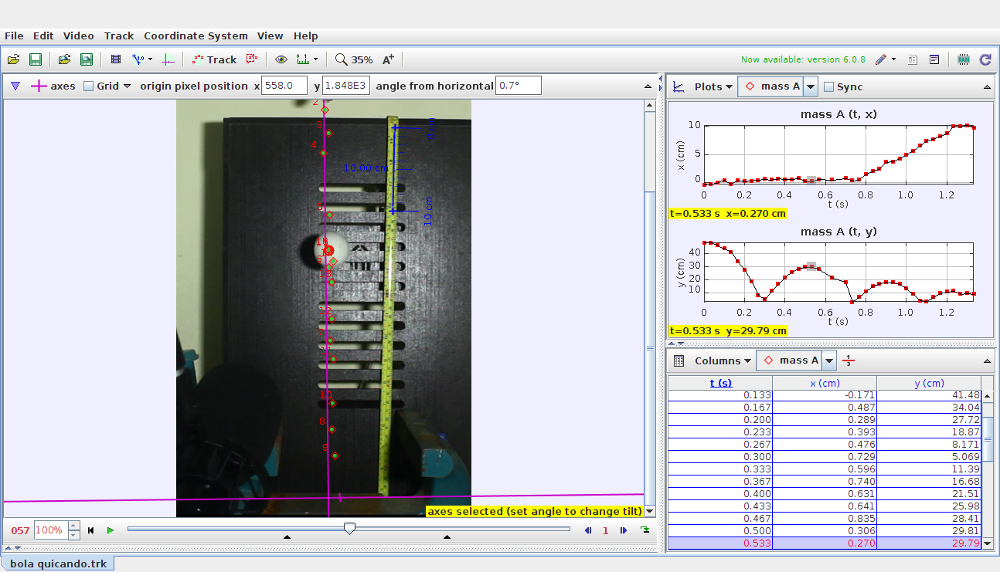 File Edit Video Track Coordinate System View Help
Track 35% A+ Now available: version 6.0.8
axes Grid origin pixel position x 558.0 y 1.848E3 angle from horizontal 0.7°
Plots mass A Sync
2
3
4
10.00 cm
10 cm
12
11
10
8
9
axes selected (set angle to change tilt)
057 100% 1
bola quicando.trk
mass A (t, x)
10
5
0
x (cm)
0 0.2 0.4 0.6 0.8 1.0 1.2
t (s)
t=0.533 s x=0.270 cm
mass A (t, y)
40
30
20
10
y (cm)
0 0.2 0.4 0.6 0.8 1.0 1.2
t (s)
t=0.533 s y=29.79 cm
Columns mass A 1/3
t (s) x (cm) y (cm)
0.133 -0.171 41.48
0.167 0.487 34.04
0.200 0.289 27.72
0.233 0.393 18.87
0.267 0.476 8.171
0.300 0.729 5.069
0.333 0.596 11.39
0.367 0.740 16.68
0.400 0.631 21.51
0.433 0.641 25.98
0.467 0.835 28.41
0.500 0.306 29.81
0.533 0.270 29.79